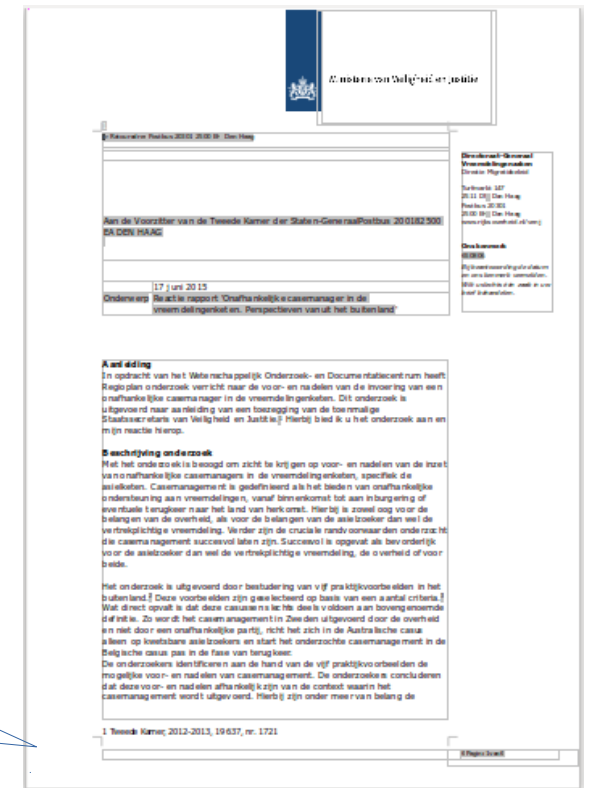 Ministerie van Veiligheid en Justitie
> Retouradres Postbus 20301 2500 EH Den Haag
Aan de Voorzitter van de Tweede Kamer der Staten-GeneraalPostbus 200182500
EA DEN HAAG
17 juni 2015
Onderwerp Reactie rapport 'Onafhankelijke casemanager in de
vreemdelingenketen. Perspectieven vanuit het buitenland'
Directoraat-Generaal
Vreemdelingenzaken
Directie Migratiebeleid
Turfmarkt 147
2511 DP Den Haag
Postbus 20301
2500 EH Den Haag
www.rijksoverheid.nl/venj
Ons kenmerk
Bij beantwoording de datum
en ons kenmerk vermelden.
Wilt u slechts één zaak in uw
brief behandelen.
Aanleiding
In opdracht van het Wetenschappelijk Onderzoek- en Documentatiecentrum heeft
Regioplan onderzoek verricht naar de voor- en nadelen van de invoering van een
onafhankelijke casemanager in de vreemdelingenketen. Dit onderzoek is
uitgevoerd naar aanleiding van een toezegging van de toenmalige
Staatssecretaris van Veiligheid en Justitie. Hierbij bied ik u het onderzoek aan en
mijn reactie hierop.
Beschrijving onderzoek
Met het onderzoek is beoogd om zicht te krijgen op voor- en nadelen van de inzet
van onafhankelijke casemanagers in de vreemdelingenketen, specifiek de
asielketen. Casemanagement is gedefinieerd als het bieden van onafhankelijke
ondersteuning aan vreemdelingen, vanaf binnenkomst tot aan inburgering of
eventuele terugkeer naar het land van herkomst. Hierbij is zowel oog voor de
belangen van de overheid, als voor de belangen van de asielzoeker dan wel de
vertrekplichtige vreemdeling. Verder zijn de cruciale randvoorwaarden onderzocht
die casemanagement succesvol laten zijn. Succesvol is opgevat als bevorderlijk
voor de asielzoeker dan wel de vertrekplichtige vreemdeling, de overheid of voor
beide.
Het onderzoek is uitgevoerd door bestudering van vijf praktijkvoorbeelden in het
buitenland. Deze voorbeelden zijn geselecteerd op basis van een aantal criteria.
Wat direct opvalt is dat deze casussen slechts deels voldoen aan bovengenoemde
definitie. Zo wordt het casemanagement in Zweden uitgevoerd door de overheid
en niet door een onafhankelijke partij, richt het zich in de Australische casus
alleen op kwetsbare asielzoekers en start het onderzochte casemanagement in de
Belgische casus pas in de fase van terugkeer.
De onderzoekers identificeren aan de hand van de vijf praktijkvoorbeelden de
mogelijke voor- en nadelen van casemanagement. De onderzoekers concluderen
dat deze voor- en nadelen afhankelijk zijn van de context waarin het
casemanagement wordt uitgevoerd. Hierbij zijn onder meer van belang de
1 Tweede Kamer, 2012-2013, 19637, nr. 1721